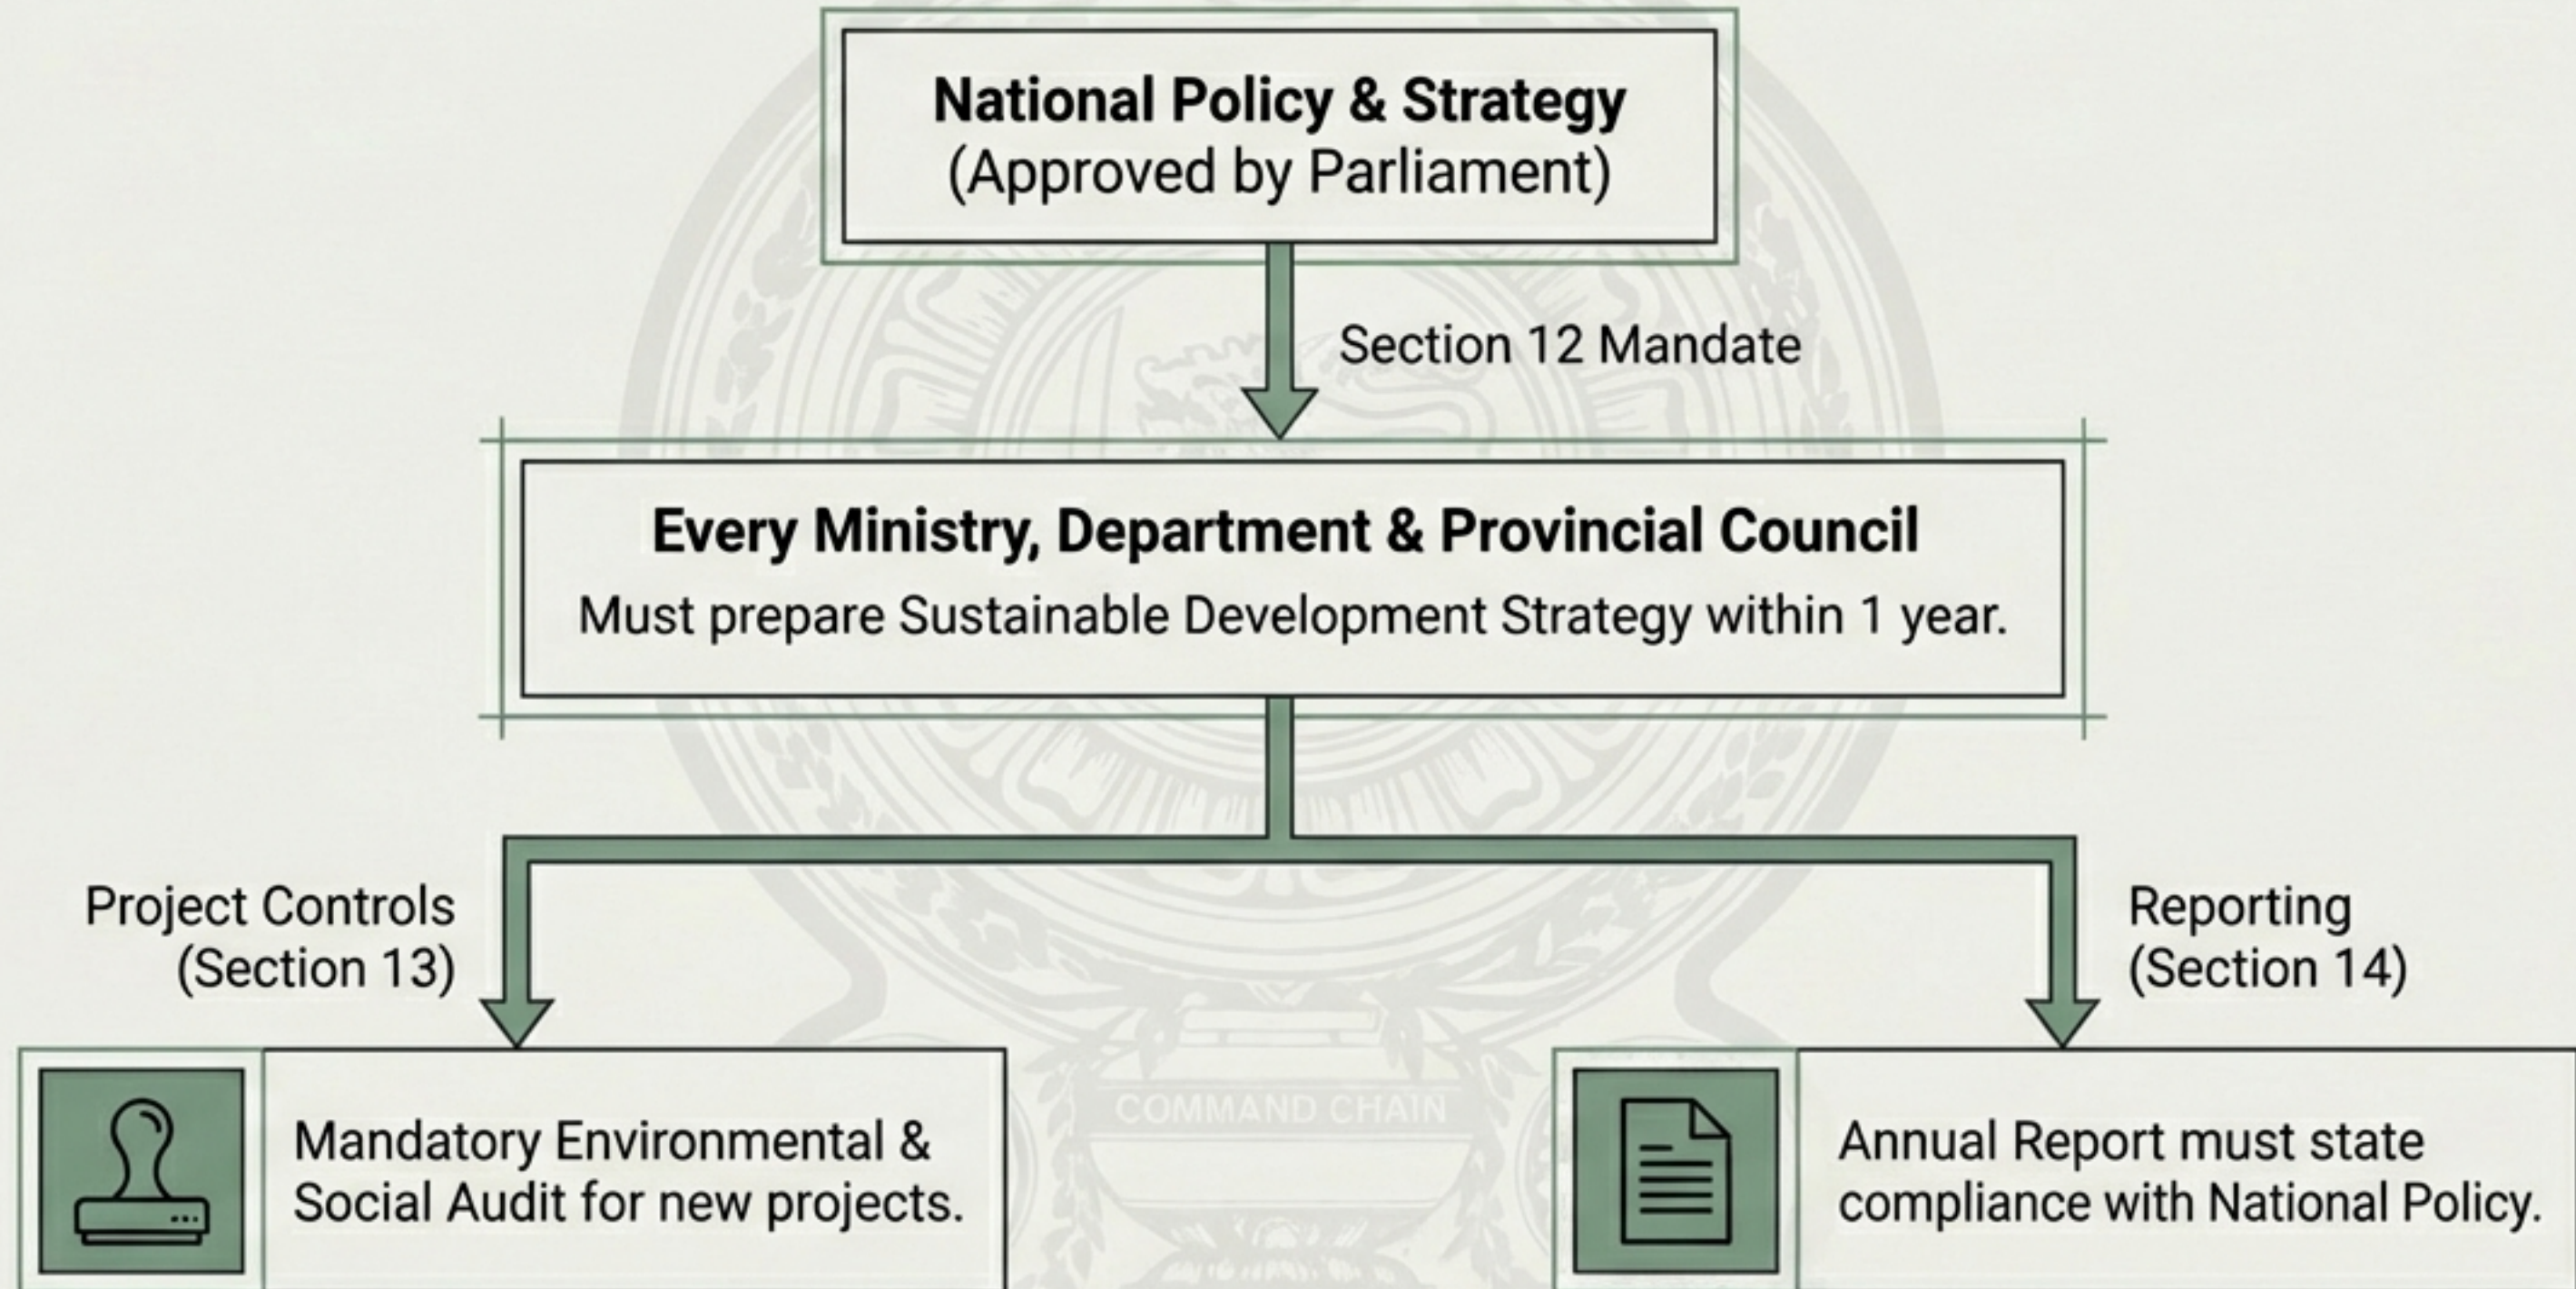 National Policy & Strategy
(Approved by Parliament)
Section 12 Mandate
Every Ministry, Department & Provincial Council
Must prepare Sustainable Development Strategy within 1 year.
Project Controls
(Section 13)
Reporting
(Section 14)
Mandatory Environmental &
Social Audit for new projects.
COMMAND CHAIN
Annual Report must state
compliance with National Policy.